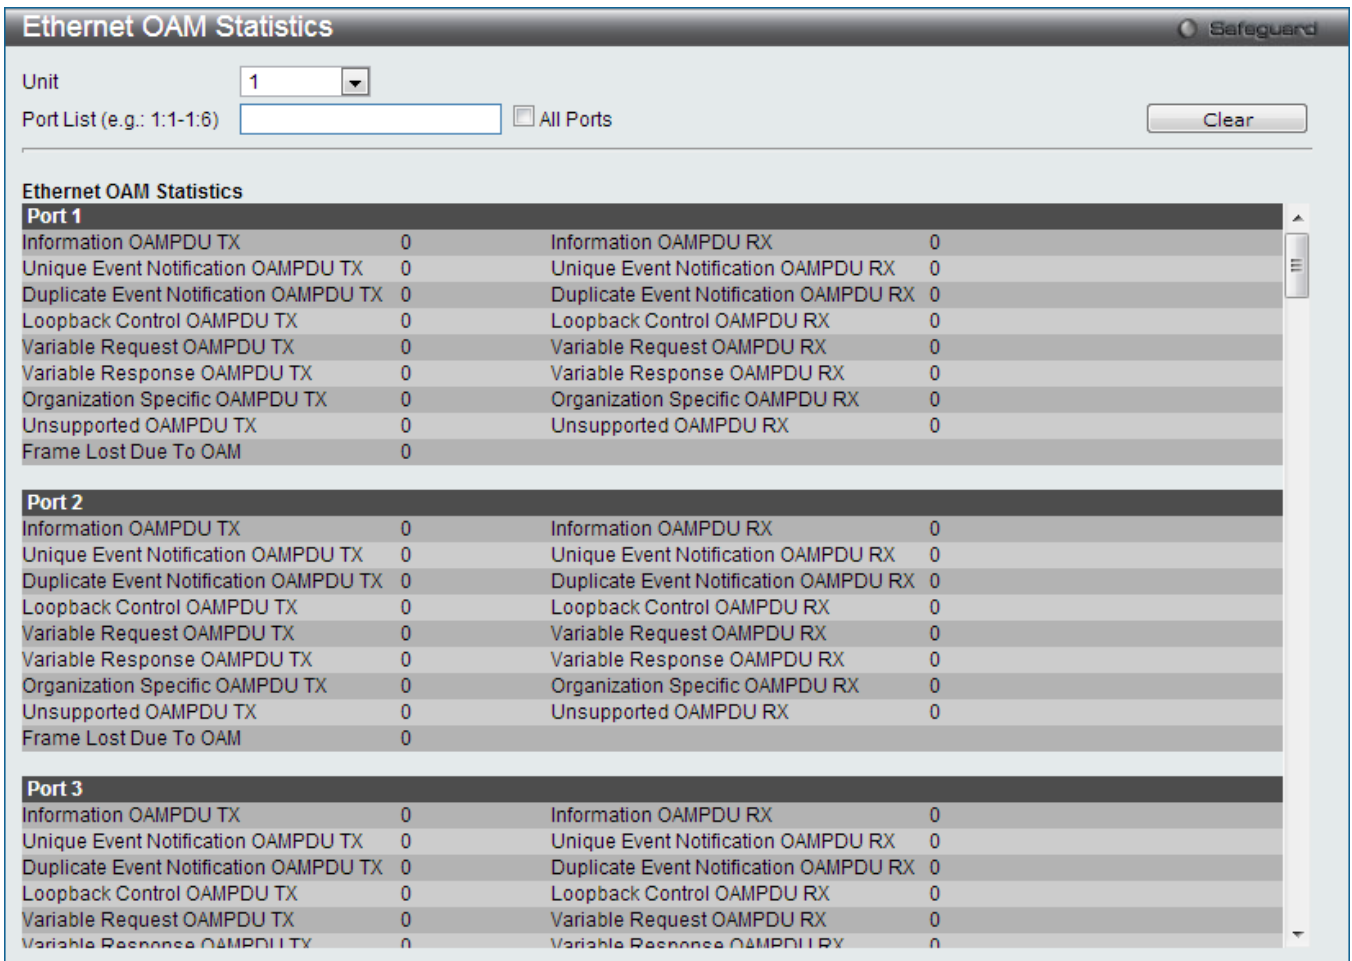 Ethernet OAM Statistics
Safeguard
Unit 1
Port List (e.g.: 1:1-1:6) All Ports Clear
Ethernet OAM Statistics
Port 1
Information OAMPDU TX 0 Information OAMPDU RX 0
Unique Event Notification OAMPDU TX 0 Unique Event Notification OAMPDU RX 0
Duplicate Event Notification OAMPDU TX 0 Duplicate Event Notification OAMPDU RX 0
Loopback Control OAMPDU TX 0 Loopback Control OAMPDU RX 0
Variable Request OAMPDU TX 0 Variable Request OAMPDU RX 0
Variable Response OAMPDU TX 0 Variable Response OAMPDU RX 0
Organization Specific OAMPDU TX 0 Organization Specific OAMPDU RX 0
Unsupported OAMPDU TX 0 Unsupported OAMPDU RX 0
Frame Lost Due To OAM 0
Port 2
Information OAMPDU TX 0 Information OAMPDU RX 0
Unique Event Notification OAMPDU TX 0 Unique Event Notification OAMPDU RX 0
Duplicate Event Notification OAMPDU TX 0 Duplicate Event Notification OAMPDU RX 0
Loopback Control OAMPDU TX 0 Loopback Control OAMPDU RX 0
Variable Request OAMPDU TX 0 Variable Request OAMPDU RX 0
Variable Response OAMPDU TX 0 Variable Response OAMPDU RX 0
Organization Specific OAMPDU TX 0 Organization Specific OAMPDU RX 0
Unsupported OAMPDU TX 0 Unsupported OAMPDU RX 0
Frame Lost Due To OAM 0
Port 3
Information OAMPDU TX 0 Information OAMPDU RX 0
Unique Event Notification OAMPDU TX 0 Unique Event Notification OAMPDU RX 0
Duplicate Event Notification OAMPDU TX 0 Duplicate Event Notification OAMPDU RX 0
Loopback Control OAMPDU TX 0 Loopback Control OAMPDU RX 0
Variable Request OAMPDU TX 0 Variable Request OAMPDU RX 0
Variable Response OAMPDU TX 0 Variable Response OAMPDU RX 0